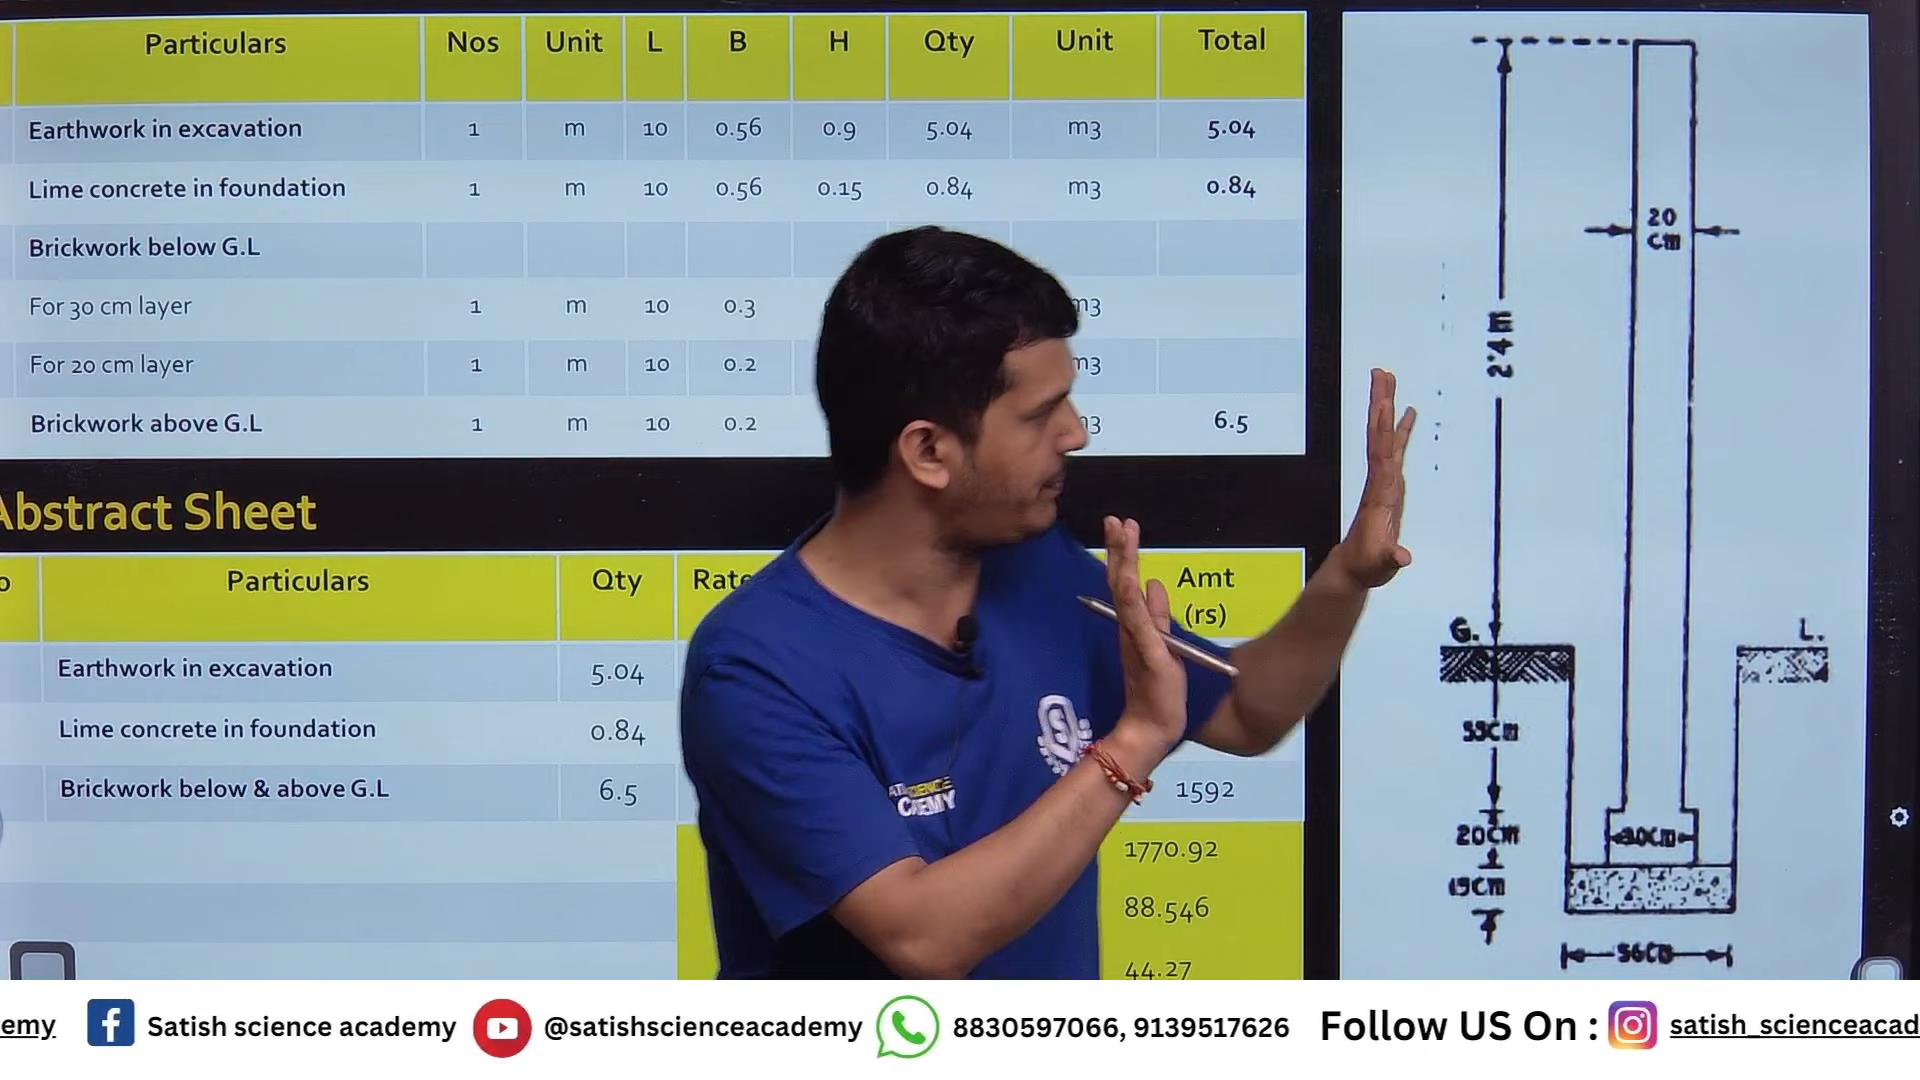 Particulars Nos Unit L B H Qty Unit Total
Earthwork in excavation 1 m 10 0.56 0.9 5.04 m3 5.04
Lime concrete in foundation 1 m 10 0.56 0.15 0.84 m3 0.84
Brickwork below G.L
For 30 cm layer 1 m 10 0.3 m3
For 20 cm layer 1 m 10 0.2 m3
Brickwork above G.L 1 m 10 0.2 6.5
Abstract Sheet
Particulars Qty Rate Amt
(rs)
Earthwork in excavation 5.04
Lime concrete in foundation 0.84
Brickwork below & above G.L 6.5 1592
1770.92
88.546
44.27
20
cm
2.4m
G. L.
20cm
56cm
emy Satish science academy @satishscienceacademy 8830597066, 9139517626 Follow US On : satish_scienceacad